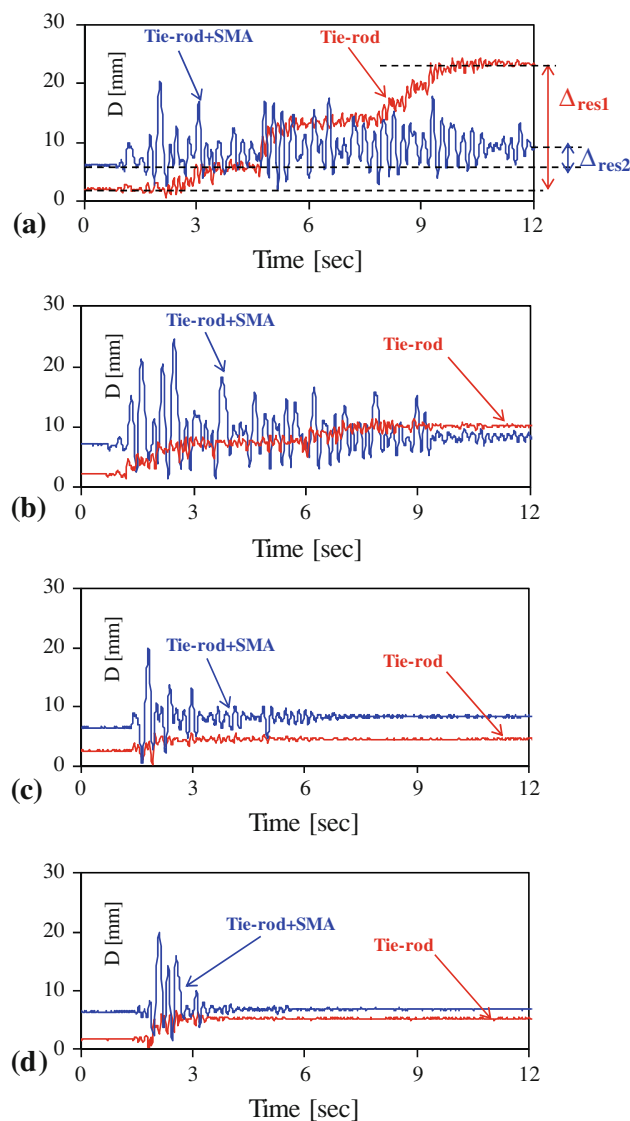 Tie-rod+SMA
Tie-rod
D [mm]
30
20
10
0
Δres1
Δres2
0 3 6 9 12
(a)
Time [sec]
Tie-rod+SMA
Tie-rod
D [mm]
30
20
10
0
0 3 6 9 12
(b)
Time [sec]
Tie-rod+SMA
Tie-rod
D [mm]
30
20
10
0
0 3 6 9 12
(c)
Time [sec]
Tie-rod+SMA
Tie-rod
D [mm]
30
20
10
0
0 3 6 9 12
(d)
Time [sec]